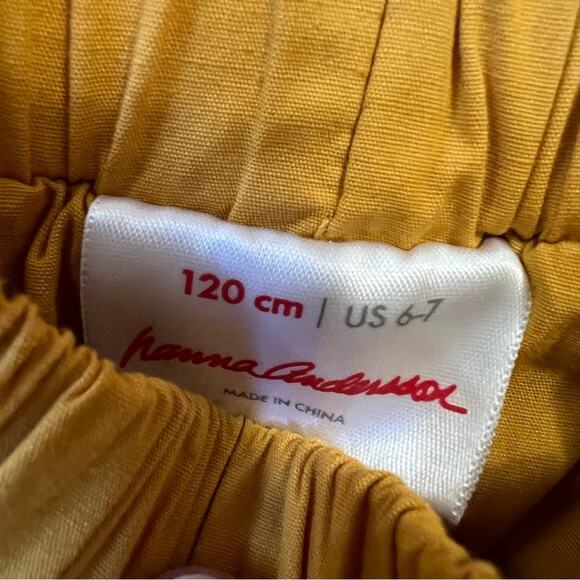 120 cm | US 6-7
hanna andersson
MADE IN CHINA